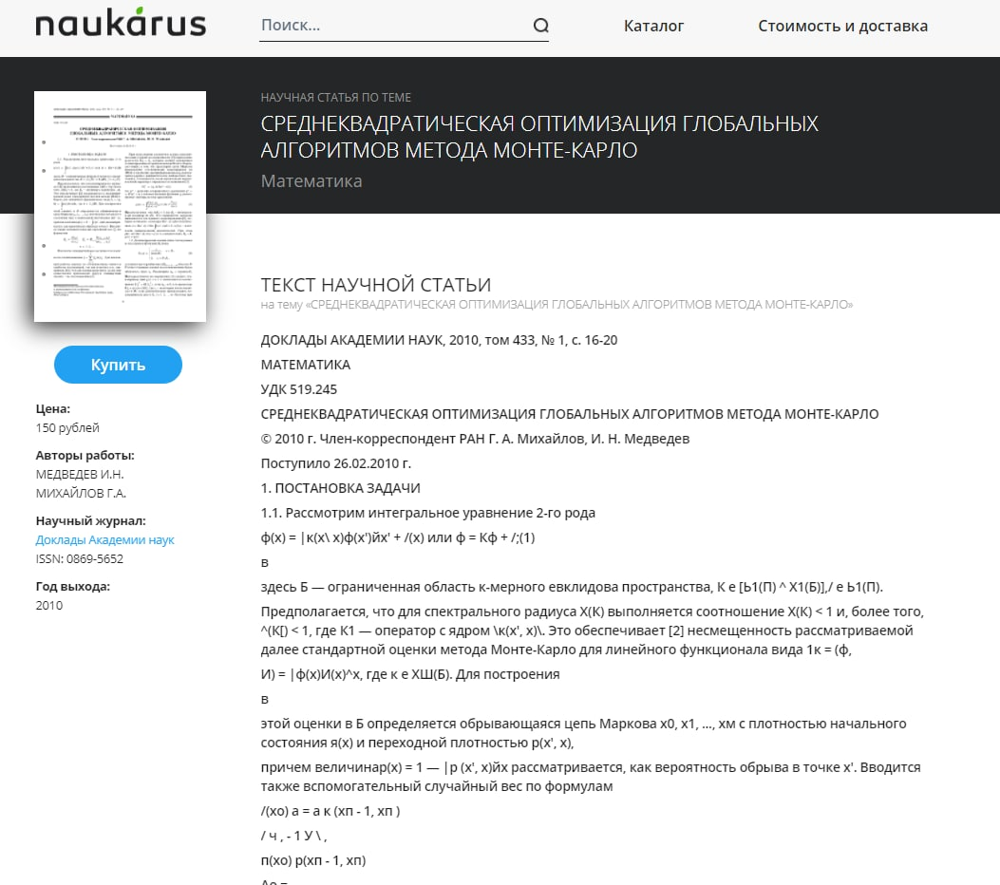 naukarus
Поиск...
Каталог
Стоимость и доставка
НАУЧНАЯ СТАТЬЯ ПО ТЕМЕ
СРЕДНЕКВАДРАТИЧЕСКАЯ ОПТИМИЗАЦИЯ ГЛОБАЛЬНЫХ
АЛГОРИТМОВ МЕТОДА МОНТЕ-КАРЛО
Математика
Купить
Цена:
150 рублей
Авторы работы:
МЕДВЕДЕВ И.Н.
МИХАЙЛОВ Г.А.
Научный журнал:
Доклады Академии наук
ISSN: 0869-5652
Год выхода:
2010
ТЕКСТ НАУЧНОЙ СТАТЬИ
на тему «СРЕДНЕКВАДРАТИЧЕСКАЯ ОПТИМИЗАЦИЯ ГЛОБАЛЬНЫХ АЛГОРИТМОВ МЕТОДА МОНТЕ-КАРЛО»
ДОКЛАДЫ АКАДЕМИИ НАУК, 2010, том 433, № 1, с. 16-20
МАТЕМАТИКА
УДК 519.245
СРЕДНЕКВАДРАТИЧЕСКАЯ ОПТИМИЗАЦИЯ ГЛОБАЛЬНЫХ АЛГОРИТМОВ МЕТОДА МОНТЕ-КАРЛО
© 2010 г. Член-корреспондент РАН Г. А. Михайлов, И. Н. Медведев
Поступило 26.02.2010 г.
1. ПОСТАНОВКА ЗАДАЧИ
1.1. Рассмотрим интегральное уравнение 2-го рода
ф(х) = |к(х\ х)ф(х')йх' + /(х) или ф = Кф + /;(1)
в
здесь Б — ограниченная область к-мерного евклидова пространства, К е [Ь1(П) ^ Х1(Б)],/ е Ь1(П).
Предполагается, что для спектрального радиуса Х(К) выполняется соотношение Х(К) < 1 и, более того,
^(К[) < 1, где К1 — оператор с ядром \к(х', х)\. Это обеспечивает [2] несмещенность рассматриваемой
далее стандартной оценки метода Монте-Карло для линейного функционала вида 1к = (ф,
И) = |ф(х)И(х)^х, где к е ХШ(Б). Для построения
в
этой оценки в Б определяется обрывающаяся цепь Маркова х0, х1, ..., хм с плотностью начального
состояния я(х) и переходной плотностью р(х', х),
причем величинар(х) = 1 — |р (х', х)йх рассматривается, как вероятность обрыва в точке х'. Вводится
также вспомогательный случайный вес по формулам
/(хо) а = а к (хп - 1, хп )
/ ч , - 1 У \ ,
п(хо) р(хп - 1, хп)